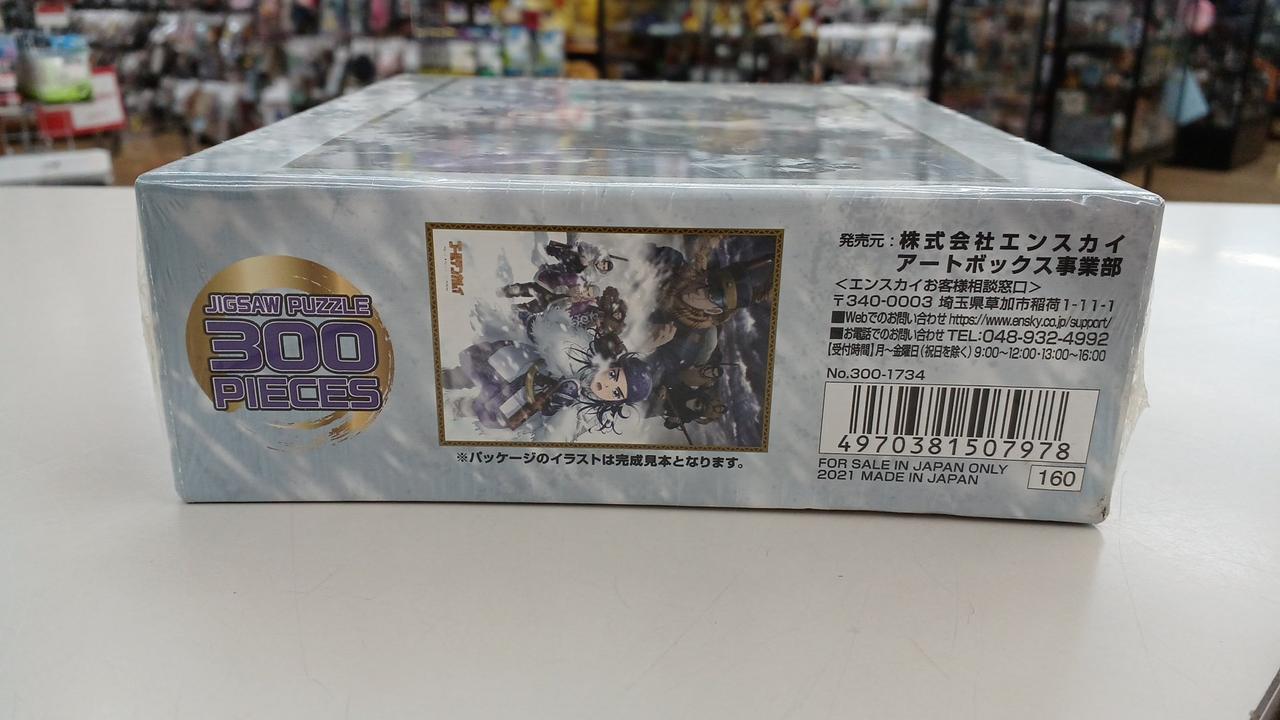 JIGSAW PUZZLE
300
PIECES
※パッケージのイラストは完成見本となります。
発売元:株式会社エンスカイ
アートボックス事業部
<エンスカイお客様相談窓口>
〒340-0003 埼玉県草加市稲荷1-11-1
■Webでのお問い合わせ https://www.ensky.co.jp/support/
■お電話でのお問い合わせ TEL:048-932-4992
【受付時間】月〜金曜日(祝日を除く)9:00〜12:00・13:00〜16:00
No.300-1734
4970381507978
FOR SALE IN JAPAN ONLY
2021 MADE IN JAPAN
160